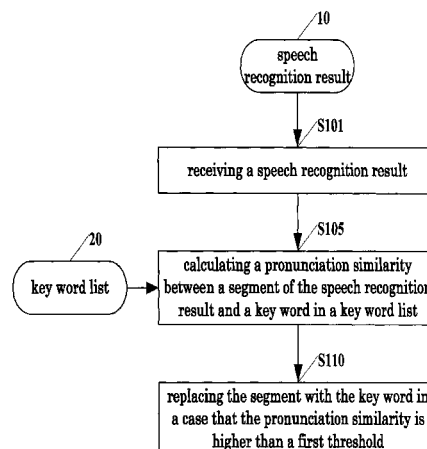 10
speech
recognition result
S101
receiving a speech recognition result
S105
20
key word list
calculating a pronunciation similarity
between a segment of the speech recognition
result and a key word in a key word list
S110
replacing the segment with the key word in
a case that the pronunciation similarity is
higher than a first threshold